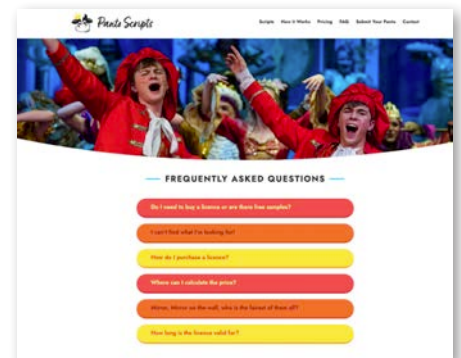 Panto Scripts
Scripts How It Works Pricing FAQ Submit Your Panto Contact
FREQUENTLY ASKED QUESTIONS
Do I need to buy a licence or are there free samples?
I can't find what I'm looking for!
How do I purchase a licence?
Where can I calculate the price?
Mirror, Mirror on the wall, who is the fairest of them all?
How long is the licence valid for?